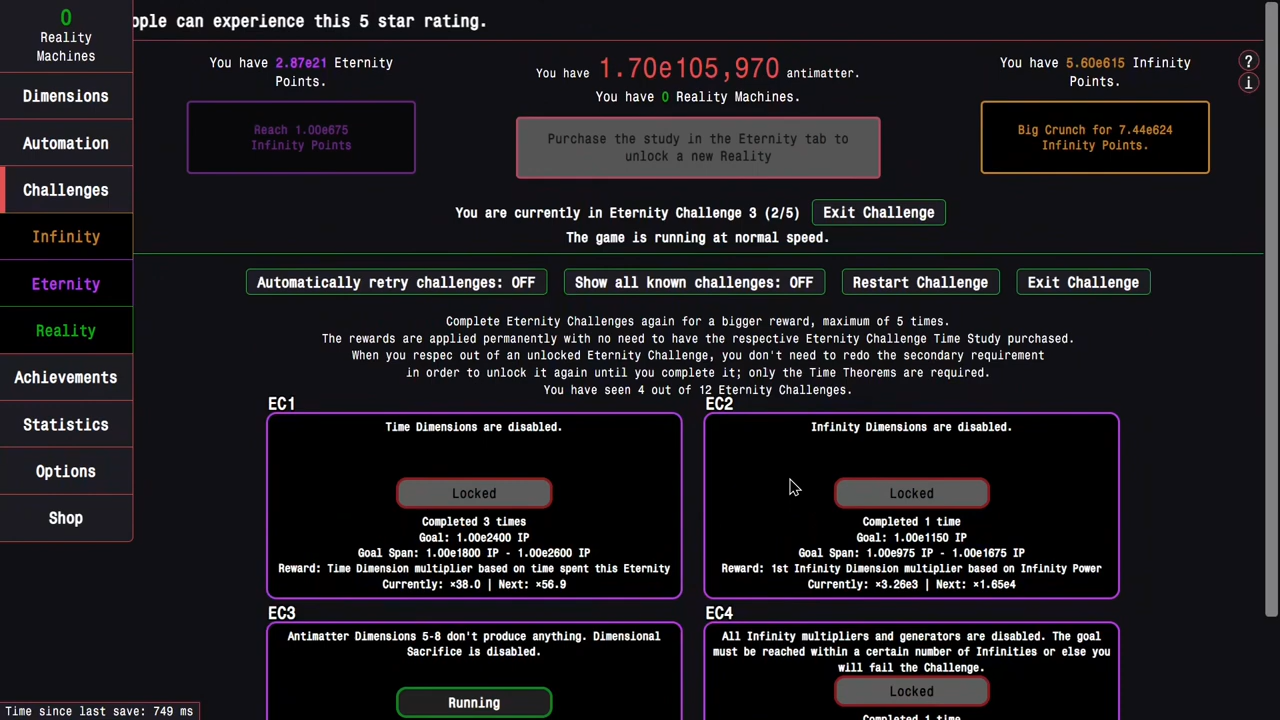 0
Reality
Machines
ople can experience this 5 star rating.
You have 2.87e21 Eternity
Points.
Reach 1.00e675
Infinity Points
You have 1.70e105,970 antimatter.
You have 0 Reality Machines.
Purchase the study in the Eternity tab to
unlock a new Reality
You have 5.60e615 Infinity
Points.
Big Crunch for 7.44e624
Infinity Points.
?
i
Dimensions
Automation
Challenges
Infinity
Eternity
Reality
Achievements
Statistics
Options
Shop
You are currently in Eternity Challenge 3 (2/5)
Exit Challenge
The game is running at normal speed.
Automatically retry challenges: OFF
Show all known challenges: OFF
Restart Challenge
Exit Challenge
Complete Eternity Challenges again for a bigger reward, maximum of 5 times.
The rewards are applied permanently with no need to have the respective Eternity Challenge Time Study purchased.
When you respec out of an unlocked Eternity Challenge, you don't need to redo the secondary requirement
in order to unlock it again until you complete it; only the Time Theorems are required.
You have seen 4 out of 12 Eternity Challenges.
EC1
Time Dimensions are disabled.
Locked
Completed 3 times
Goal: 1.00e2400 IP
Goal Span: 1.00e1800 IP - 1.00e2600 IP
Reward: Time Dimension multiplier based on time spent this Eternity
Currently: ×38.0 | Next: ×56.9
EC2
Infinity Dimensions are disabled.
Locked
Completed 1 time
Goal: 1.00e1150 IP
Goal Span: 1.00e975 IP - 1.00e1675 IP
Reward: 1st Infinity Dimension multiplier based on Infinity Power
Currently: ×3.26e3 | Next: ×1.65e4
EC3
Antimatter Dimensions 5-8 don't produce anything. Dimensional
Sacrifice is disabled.
Running
EC4
All Infinity multipliers and generators are disabled. The goal
must be reached within a certain number of Infinities or else you
will fail the Challenge.
Locked
Completed 1 time
Time since last save: 749 ms